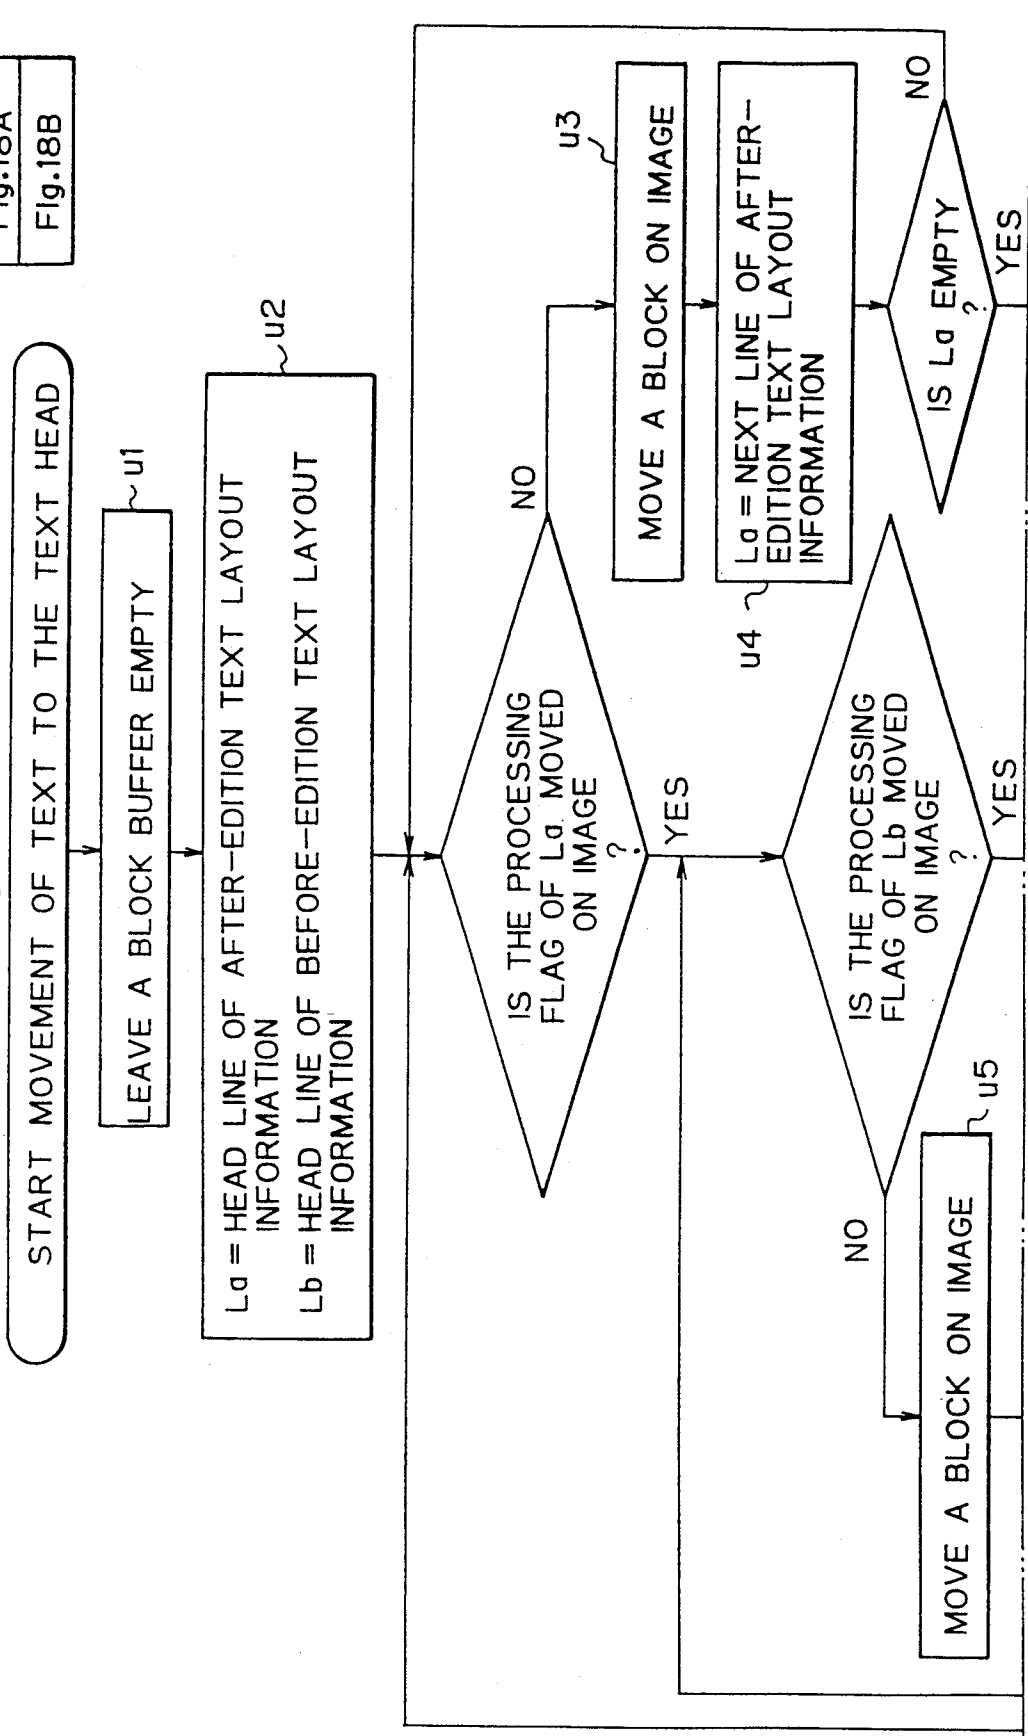 Fig.18A
Fig.18B
START MOVEMENT OF TEXT TO THE TEXT HEAD
LEAVE A BLOCK BUFFER EMPTY
u1
u2
La = HEAD LINE OF AFTER-EDITION TEXT LAYOUT
INFORMATION
Lb = HEAD LINE OF BEFORE-EDITION TEXT LAYOUT
INFORMATION
IS THE PROCESSING
FLAG OF La MOVED
ON IMAGE
?
NO
YES
u3
MOVE A BLOCK ON IMAGE
u4
La = NEXT LINE OF AFTER-
EDITION TEXT LAYOUT
INFORMATION
IS La EMPTY
?
NO
YES
IS THE PROCESSING
FLAG OF Lb MOVED
ON IMAGE
?
NO
YES
u5
MOVE A BLOCK ON IMAGE